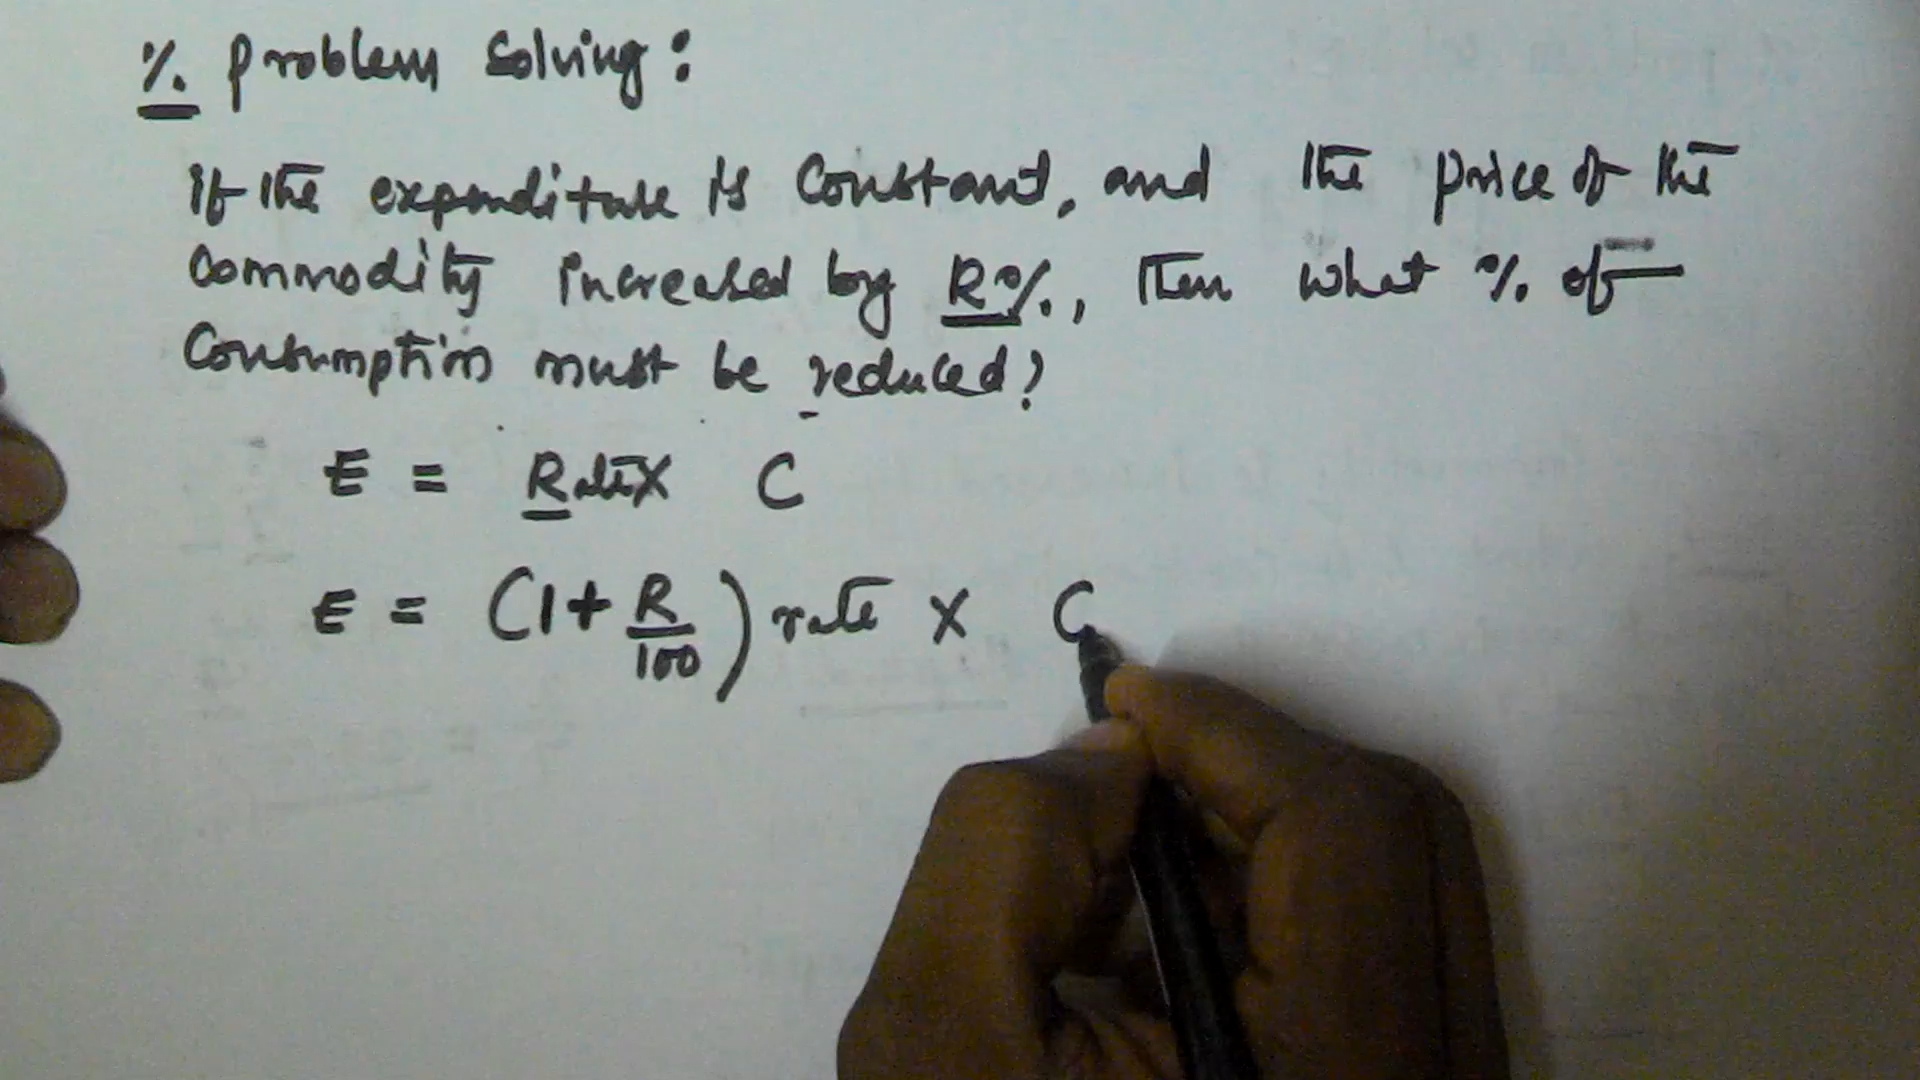 % Problem Solving:
If the expenditure is Constant, and the price of the
Commodity increased by R%, then what % of
Consumption must be reduced?
E = Rate X C
E = (1 + R/100) rate X C